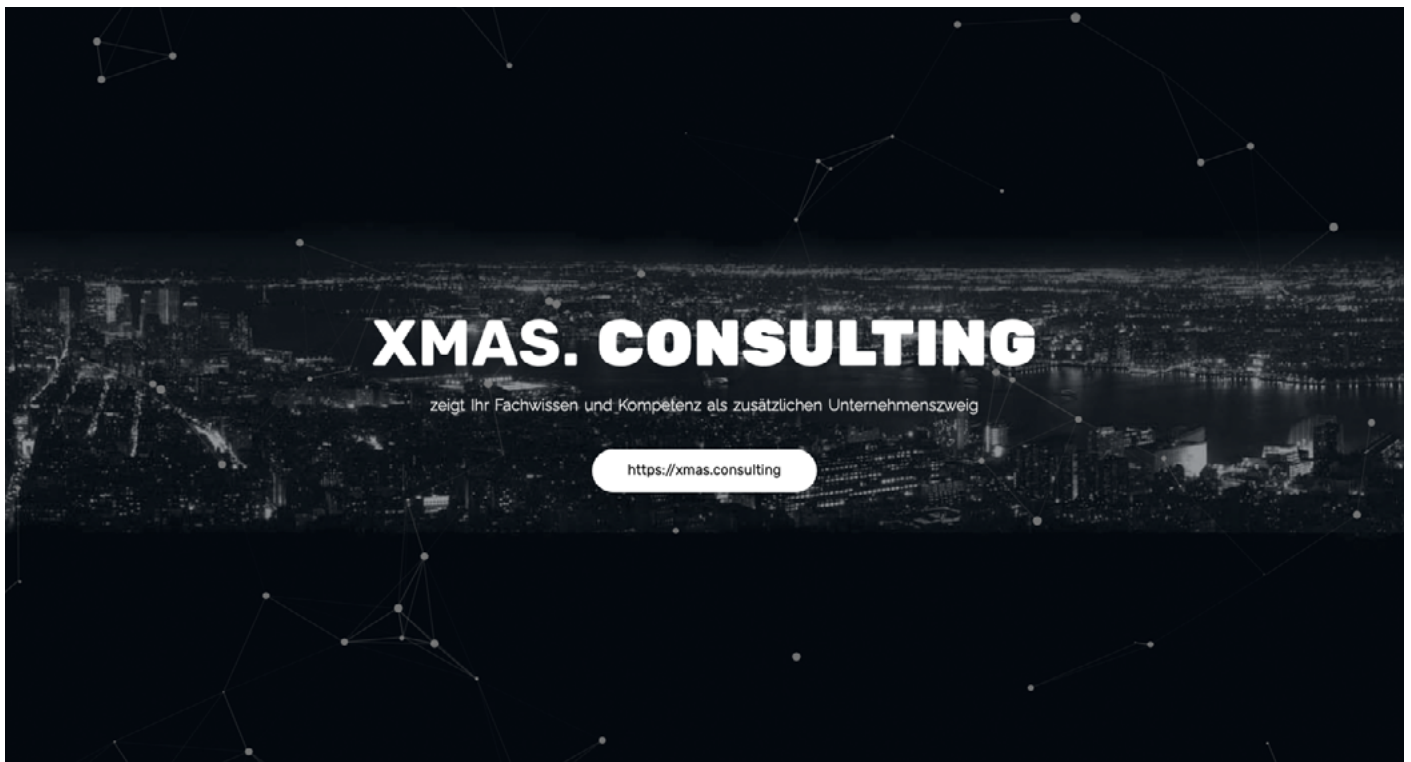 XMAS. CONSULTING
zeigt Ihr Fachwissen und Kompetenz als zusätzlichen Unternehmenszweig
https://xmas.consulting